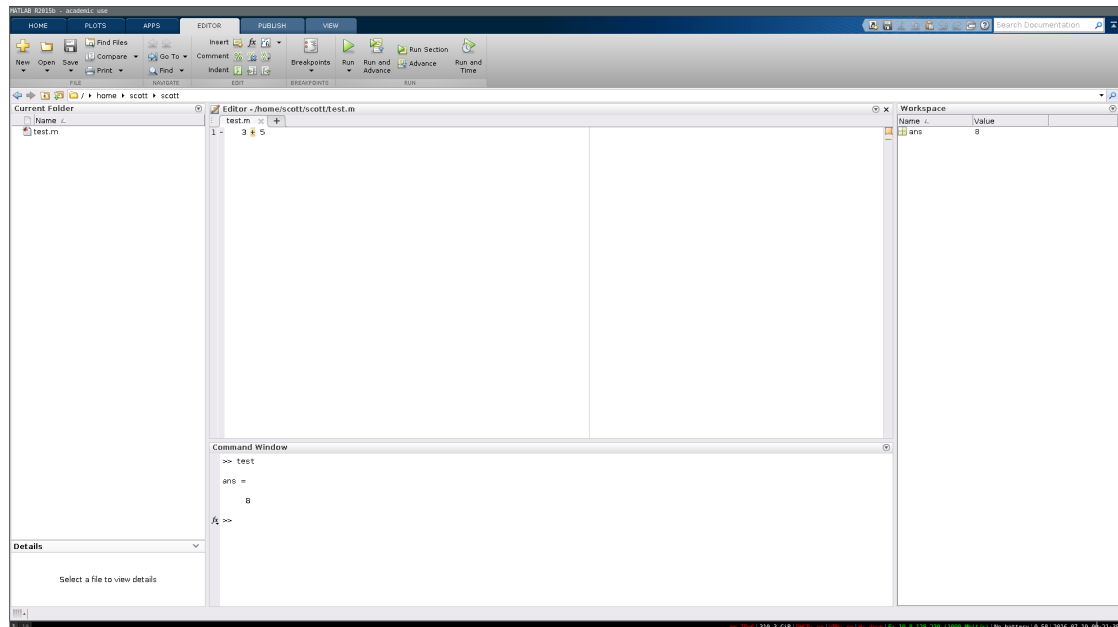 MATLAB R2015b - academic use
HOME PLOTS APPS EDITOR PUBLISH VIEW Search Documentation
New Open Save Find Files Compare Print Go To Find Insert fx Comment Indent Breakpoints Run Run and Advance Run Section Advance Run and Time
FILE NAVIGATE EDIT BREAKPOINTS RUN
/ home scott scott
Current Folder
Name
test.m
Editor - /home/scott/scott/test.m
test.m
1 - 3 + 5
Workspace
Name Value
ans 8
Command Window
>> test
ans =
8
fx >>
Details
Select a file to view details